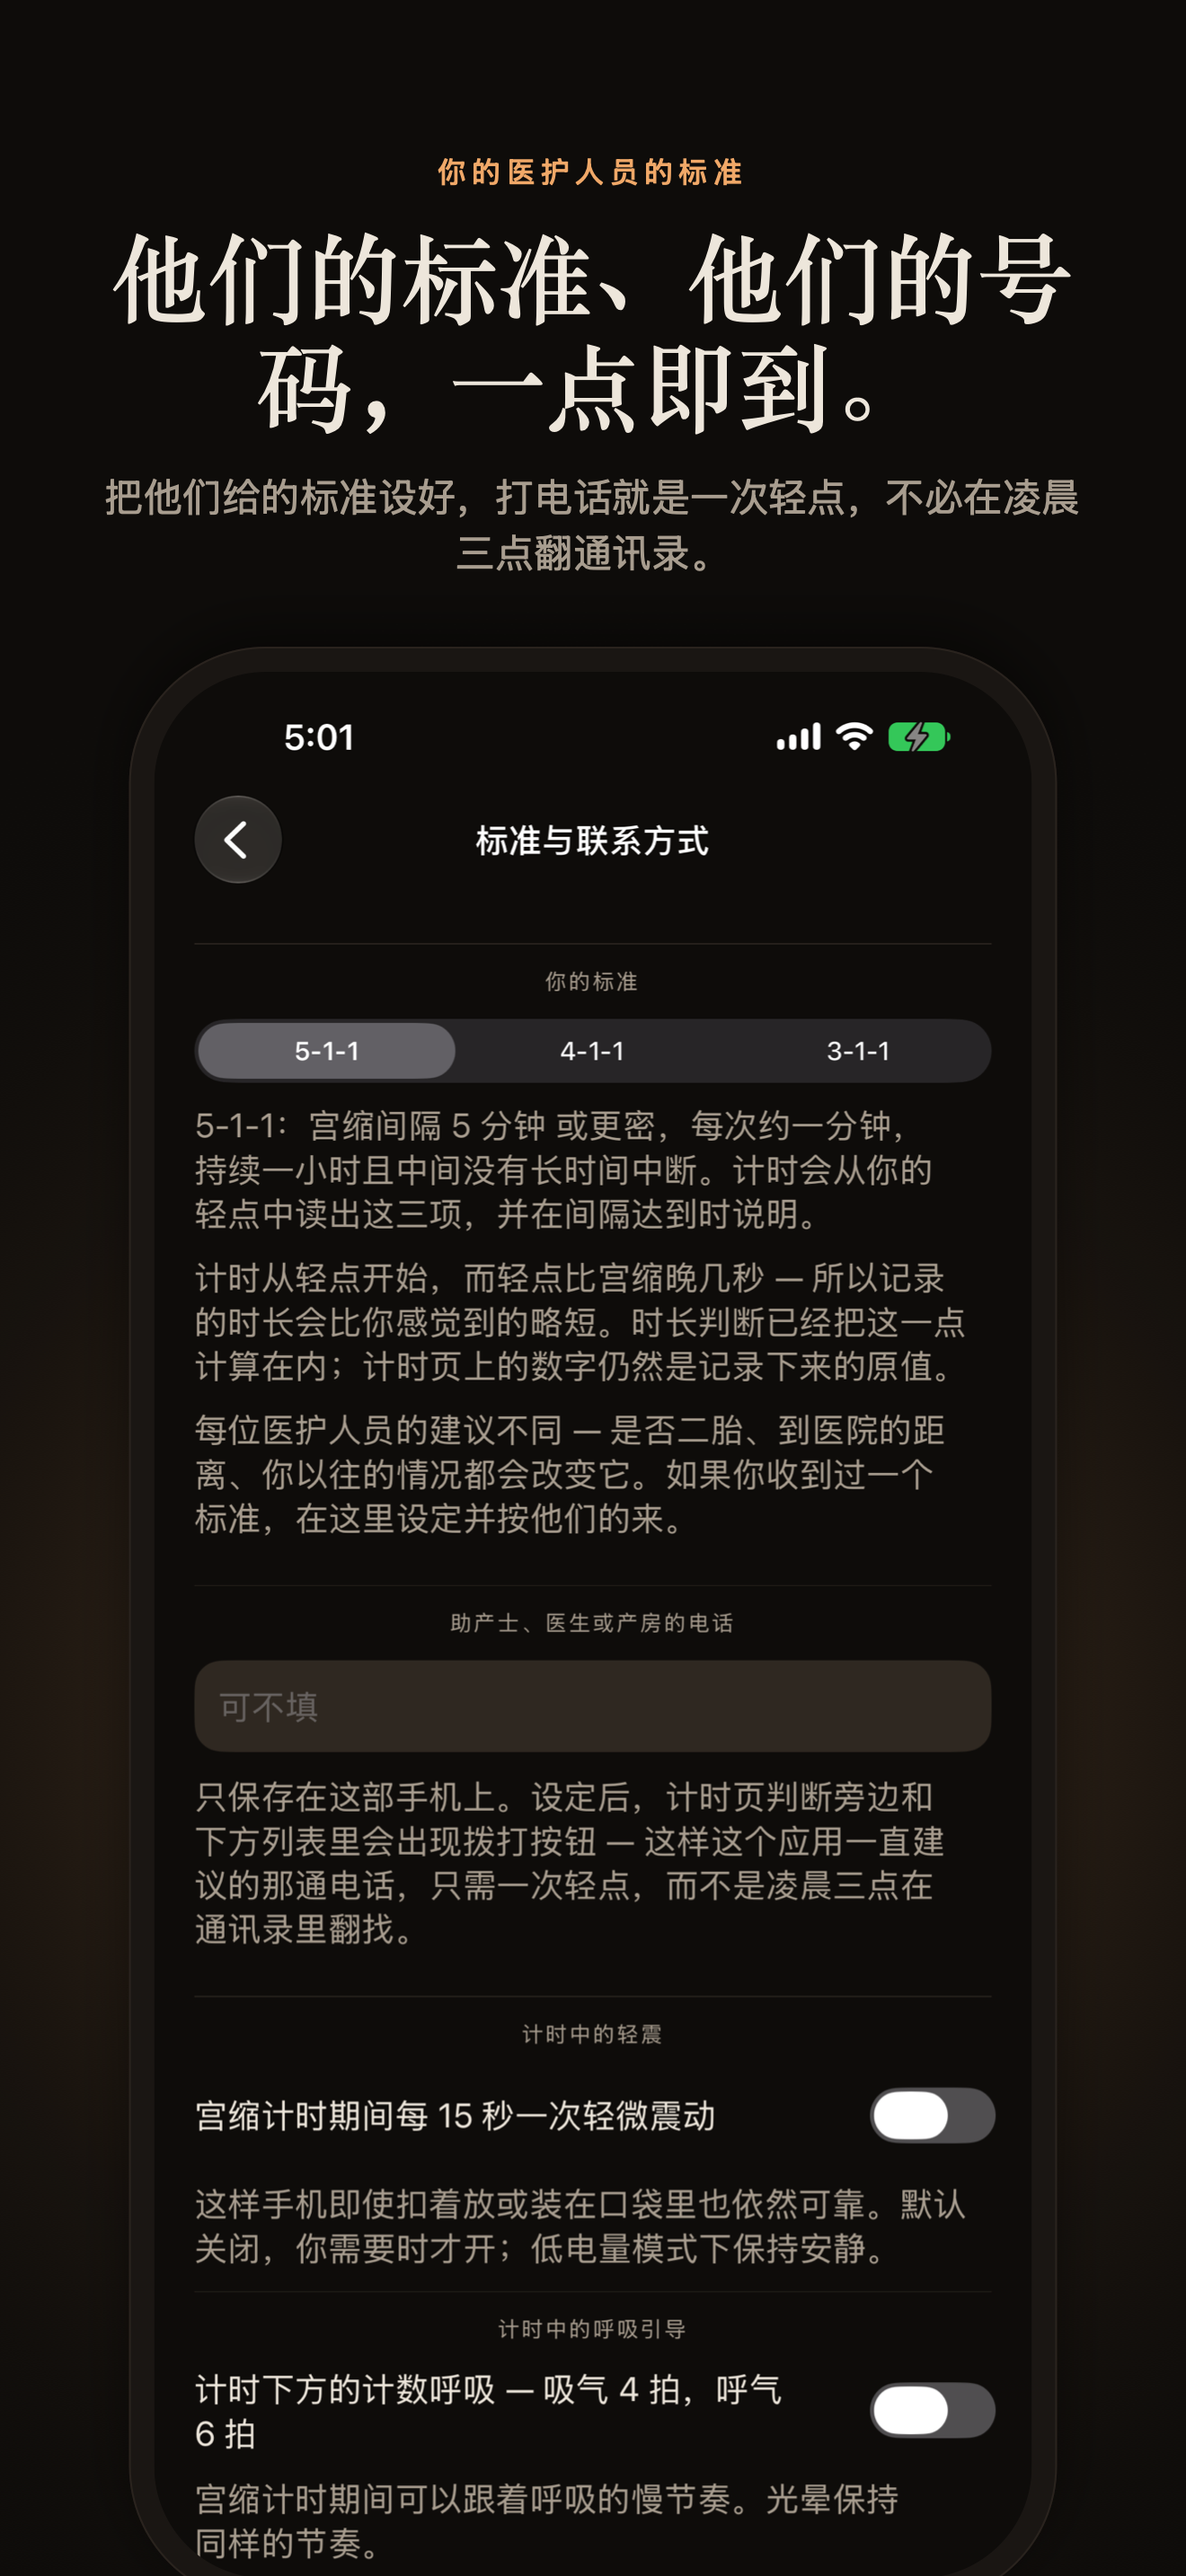 你的医护人员的标准
他们的标准、他们的号
码，一点即到。
把他们给的标准设好，打电话就是一次轻点，不必在凌晨
三点翻通讯录。
5:01
标准与联系方式
你的标准
5-1-1
4-1-1
3-1-1
5-1-1：宫缩间隔 5 分钟 或更密，每次约一分钟，
持续一小时且中间没有长时间中断。计时会从你的
轻点中读出这三项，并在间隔达到时说明。
计时从轻点开始，而轻点比宫缩晚几秒 — 所以记录
的时长会比你感觉到的略短。时长判断已经把这一点
计算在内；计时页上的数字仍然是记录下来的原值。
每位医护人员的建议不同 — 是否二胎、到医院的距
离、你以往的情况都会改变它。如果你收到过一个
标准，在这里设定并按他们的来。
助产士、医生或产房的电话
可不填
只保存在这部手机上。设定后，计时页判断旁边和
下方列表里会出现拨打按钮 — 这样这个应用一直建
议的那通电话，只需一次轻点，而不是凌晨三点在
通讯录里翻找。
计时中的轻震
宫缩计时期间每 15 秒一次轻微震动
这样手机即使扣着放或装在口袋里也依然可靠。默认
关闭，你需要时才开；低电量模式下保持安静。
计时中的呼吸引导
计时下方的计数呼吸 — 吸气 4 拍，呼气
6 拍
宫缩计时期间可以跟着呼吸的慢节奏。光晕保持
同样的节奏。